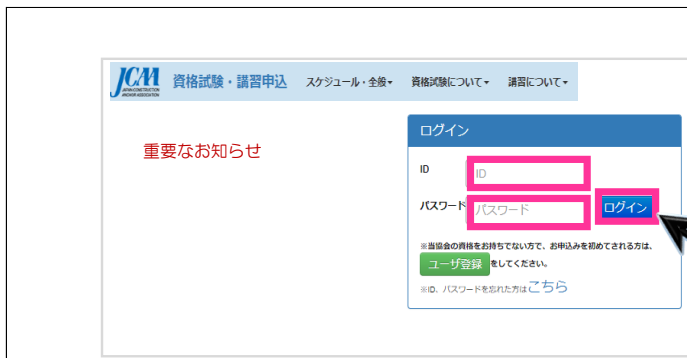 JCAA 資格試験・講習申込 スケジュール・全般▾ 資格試験について▾ 講習について▾
JAPAN CONSTRUCTION
ANCHOR ASSOCIATION
重要なお知らせ
ログイン
ID ID
パスワード パスワード ログイン
※当協会の資格をお持ちでない方で、お申込みを初めてされる方は、
ユーザ登録 をしてください。
※ID、パスワードを忘れた方はこちら